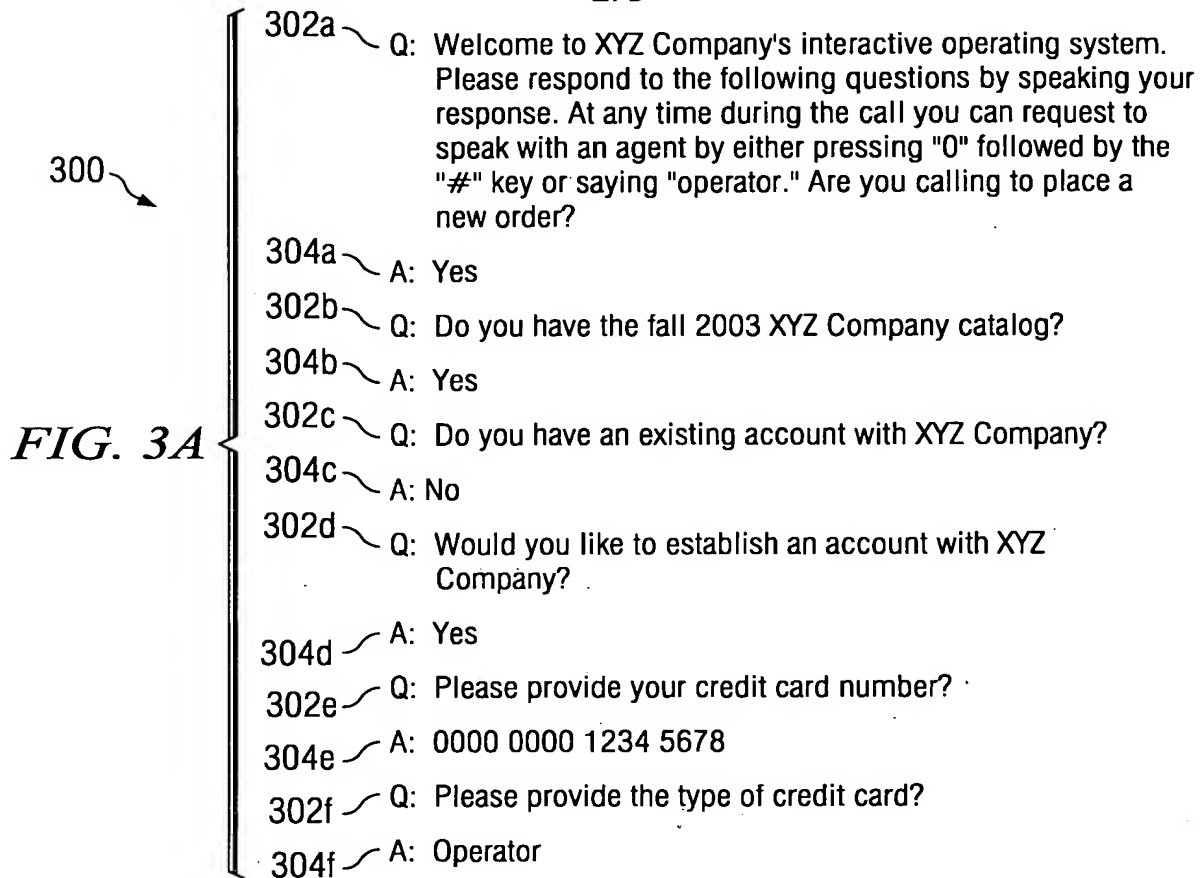 302a
Q: Welcome to XYZ Company's interactive operating system.
Please respond to the following questions by speaking your
response. At any time during the call you can request to
speak with an agent by either pressing "0" followed by the
"#" key or saying "operator." Are you calling to place a
new order?
300
304a
A: Yes
302b
Q: Do you have the fall 2003 XYZ Company catalog?
304b
A: Yes
302c
Q: Do you have an existing account with XYZ Company?
FIG. 3A
304c
A: No
302d
Q: Would you like to establish an account with XYZ
Company?
304d
A: Yes
302e
Q: Please provide your credit card number?
304e
A: 0000 0000 1234 5678
302f
Q: Please provide the type of credit card?
304f
A: Operator